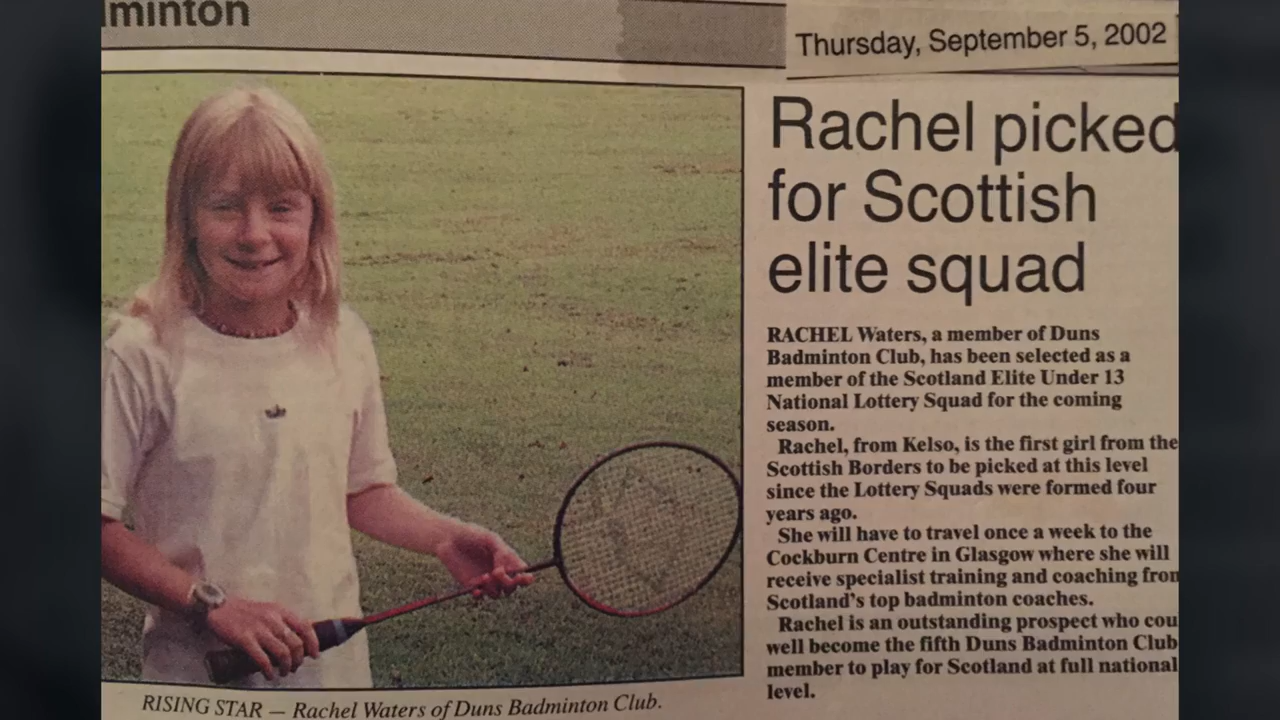 minton
Thursday, September 5, 2002
Rachel picked
for Scottish
elite squad
RACHEL Waters, a member of Duns
Badminton Club, has been selected as a
member of the Scotland Elite Under 13
National Lottery Squad for the coming
season.
Rachel, from Kelso, is the first girl from the
Scottish Borders to be picked at this level
since the Lottery Squads were formed four
years ago.
She will have to travel once a week to the
Cockburn Centre in Glasgow where she will
receive specialist training and coaching from
Scotland's top badminton coaches.
Rachel is an outstanding prospect who cou
well become the fifth Duns Badminton Club
member to play for Scotland at full national
level.
RISING STAR — Rachel Waters of Duns Badminton Club.